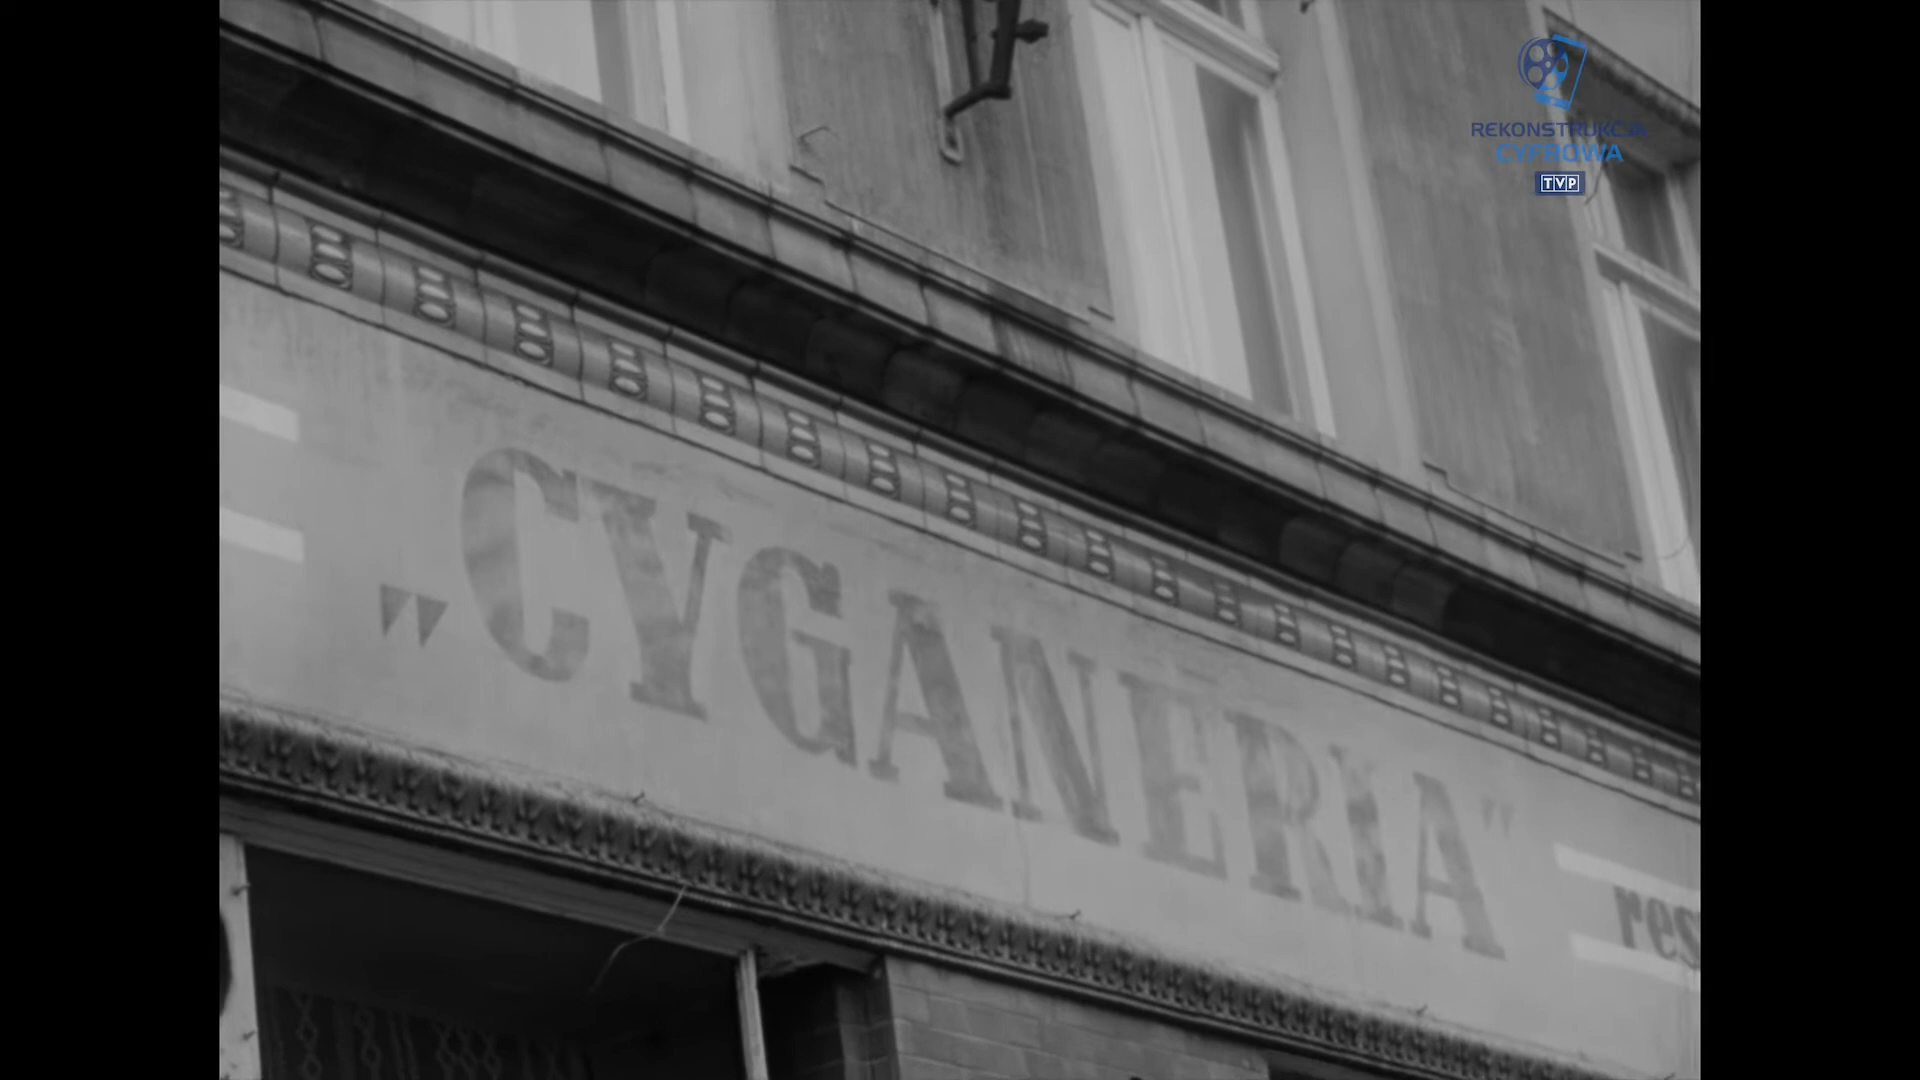 REKONSTRUKCJA
CYFROWA
TVP
„CYGANERIA”
res